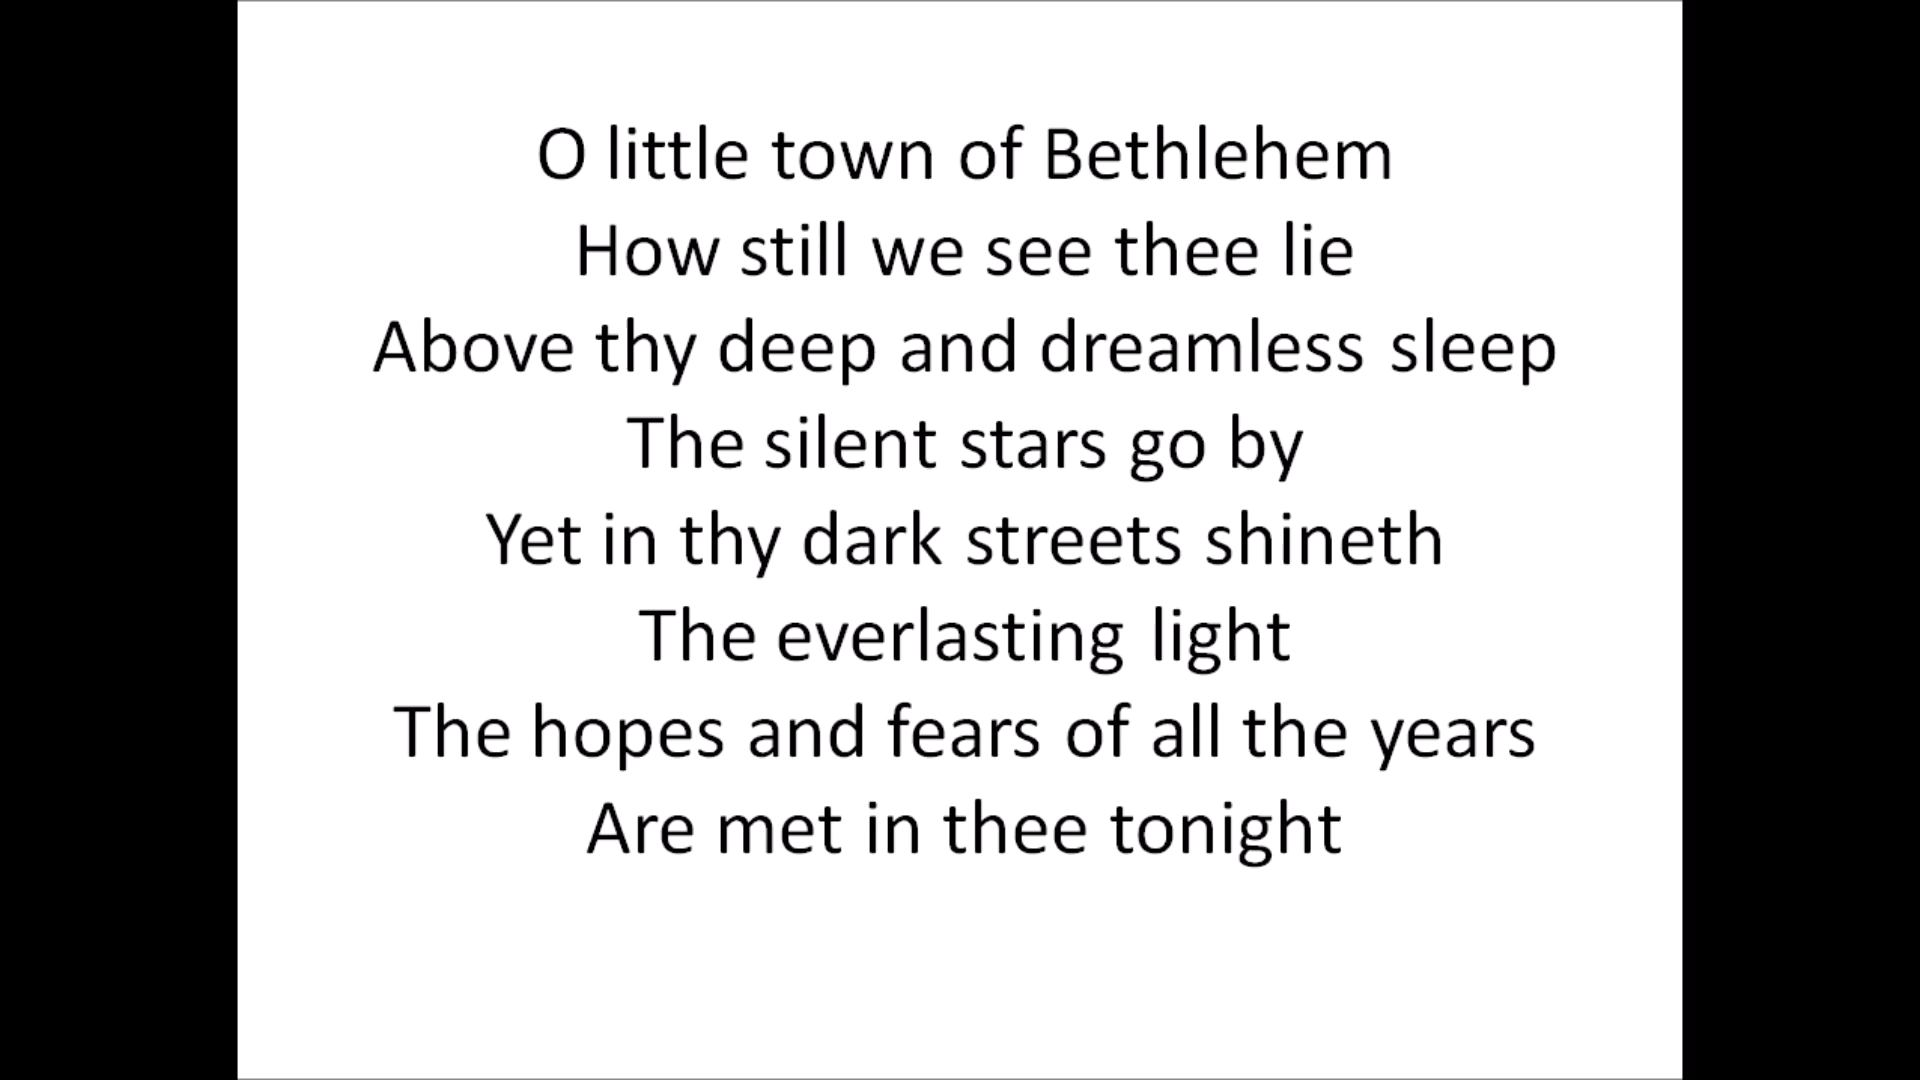 O little town of Bethlehem
How still we see thee lie
Above thy deep and dreamless sleep
The silent stars go by
Yet in thy dark streets shineth
The everlasting light
The hopes and fears of all the years
Are met in thee tonight